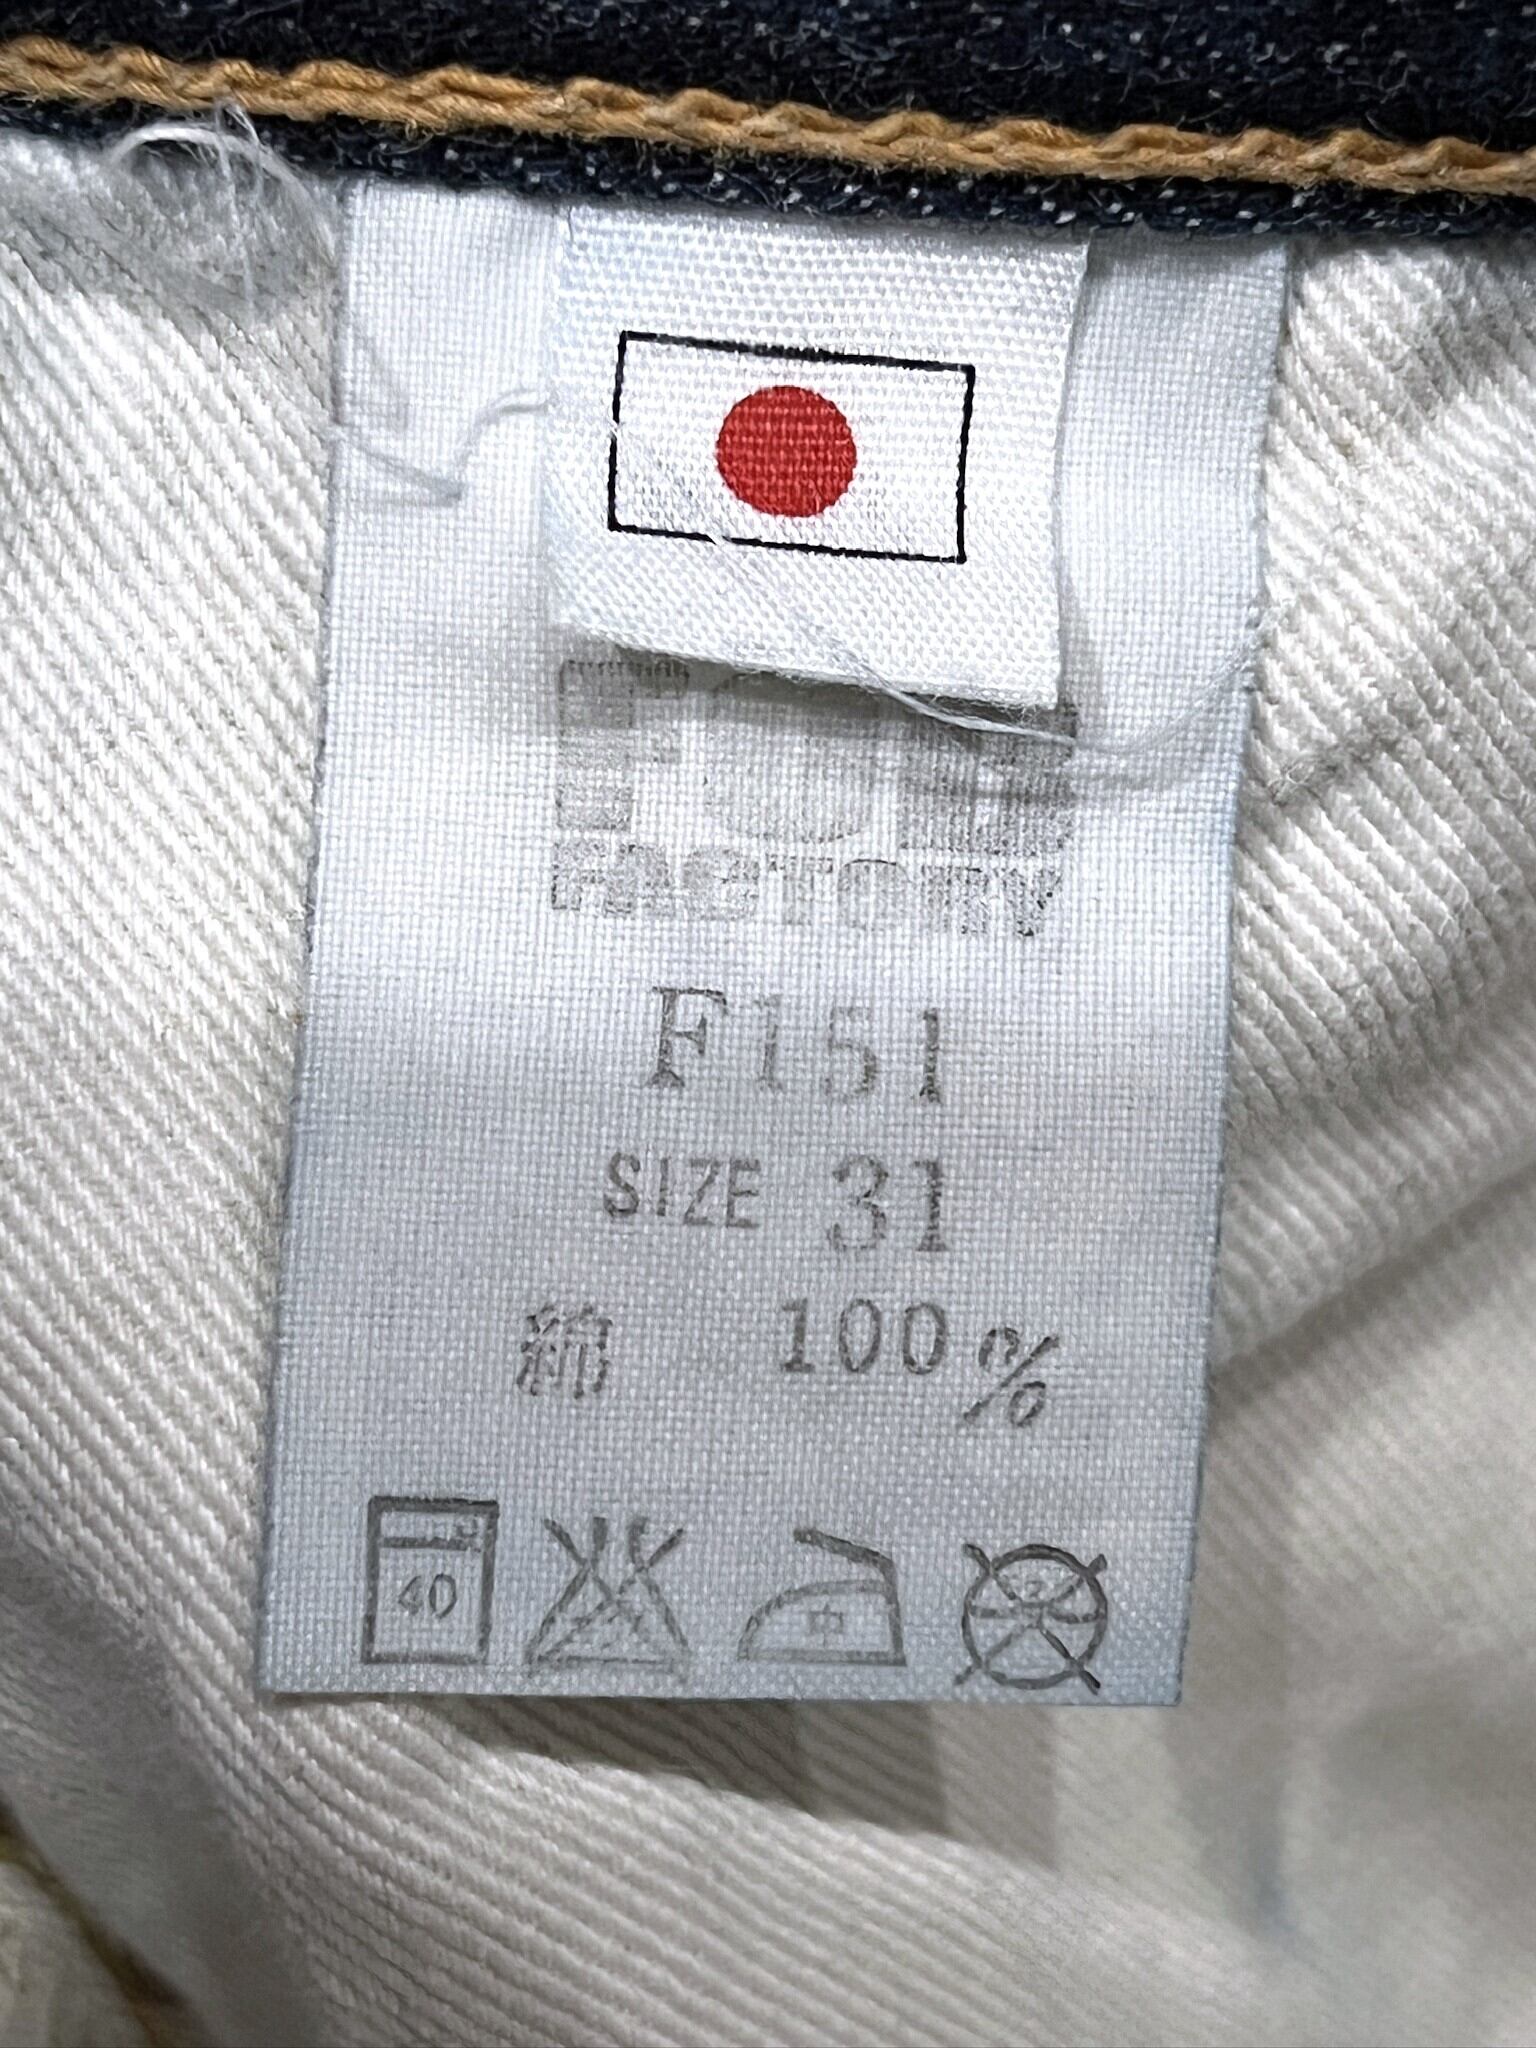 FACTORY
F151
SIZE 31
綿 100%
40 中